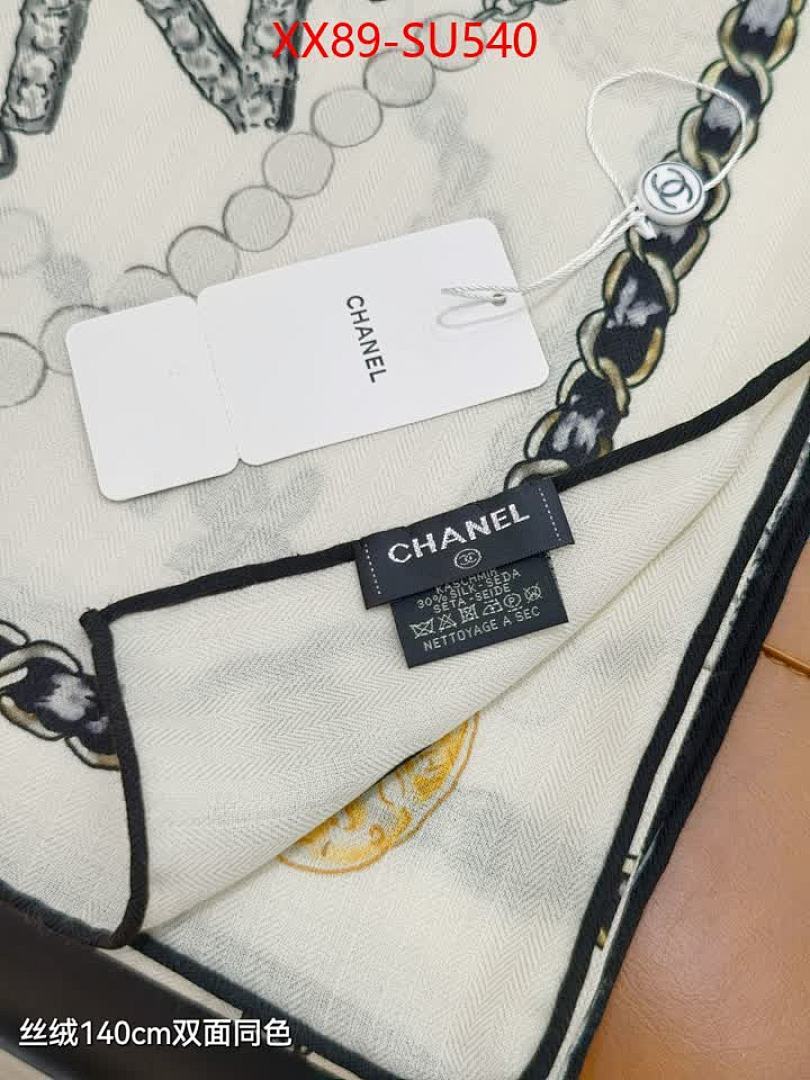 XX89-SU540
CHANEL
CHANEL
KASCHMIR
30% SILK-SEDA
SETA-SEIDE
NETTOYAGE A SEC
丝绒140cm双面同色